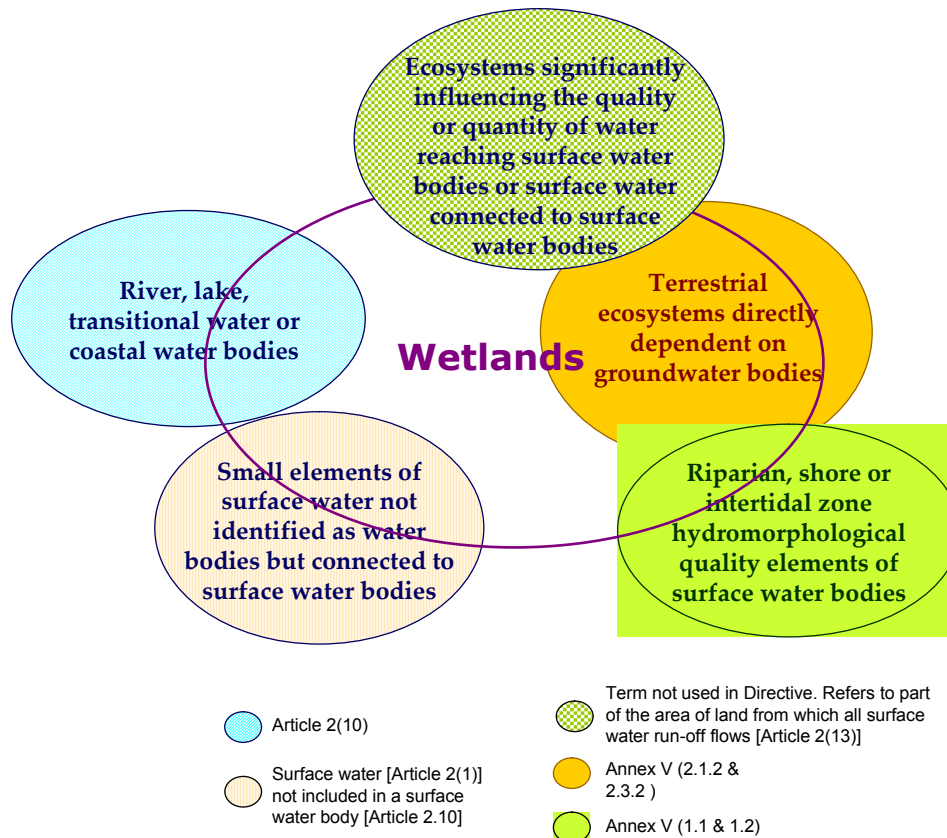 Ecosystems significantly
influencing the quality
or quantity of water
reaching surface water
bodies or surface water
connected to surface
water bodies
River, lake,
transitional water or
coastal water bodies
Wetlands
Terrestrial
ecosystems directly
dependent on
groundwater bodies
Small elements of
surface water not
identified as water
bodies but connected to
surface water bodies
Riparian, shore or
intertidal zone
hydromorphological
quality elements of
surface water bodies
Article 2(10)
Surface water [Article 2(1)]
not included in a surface
water body [Article 2.10]
Term not used in Directive. Refers to part
of the area of land from which all surface
water run-off flows [Article 2(13)]
Annex V (2.1.2 &
2.3.2 )
Annex V (1.1 & 1.2)